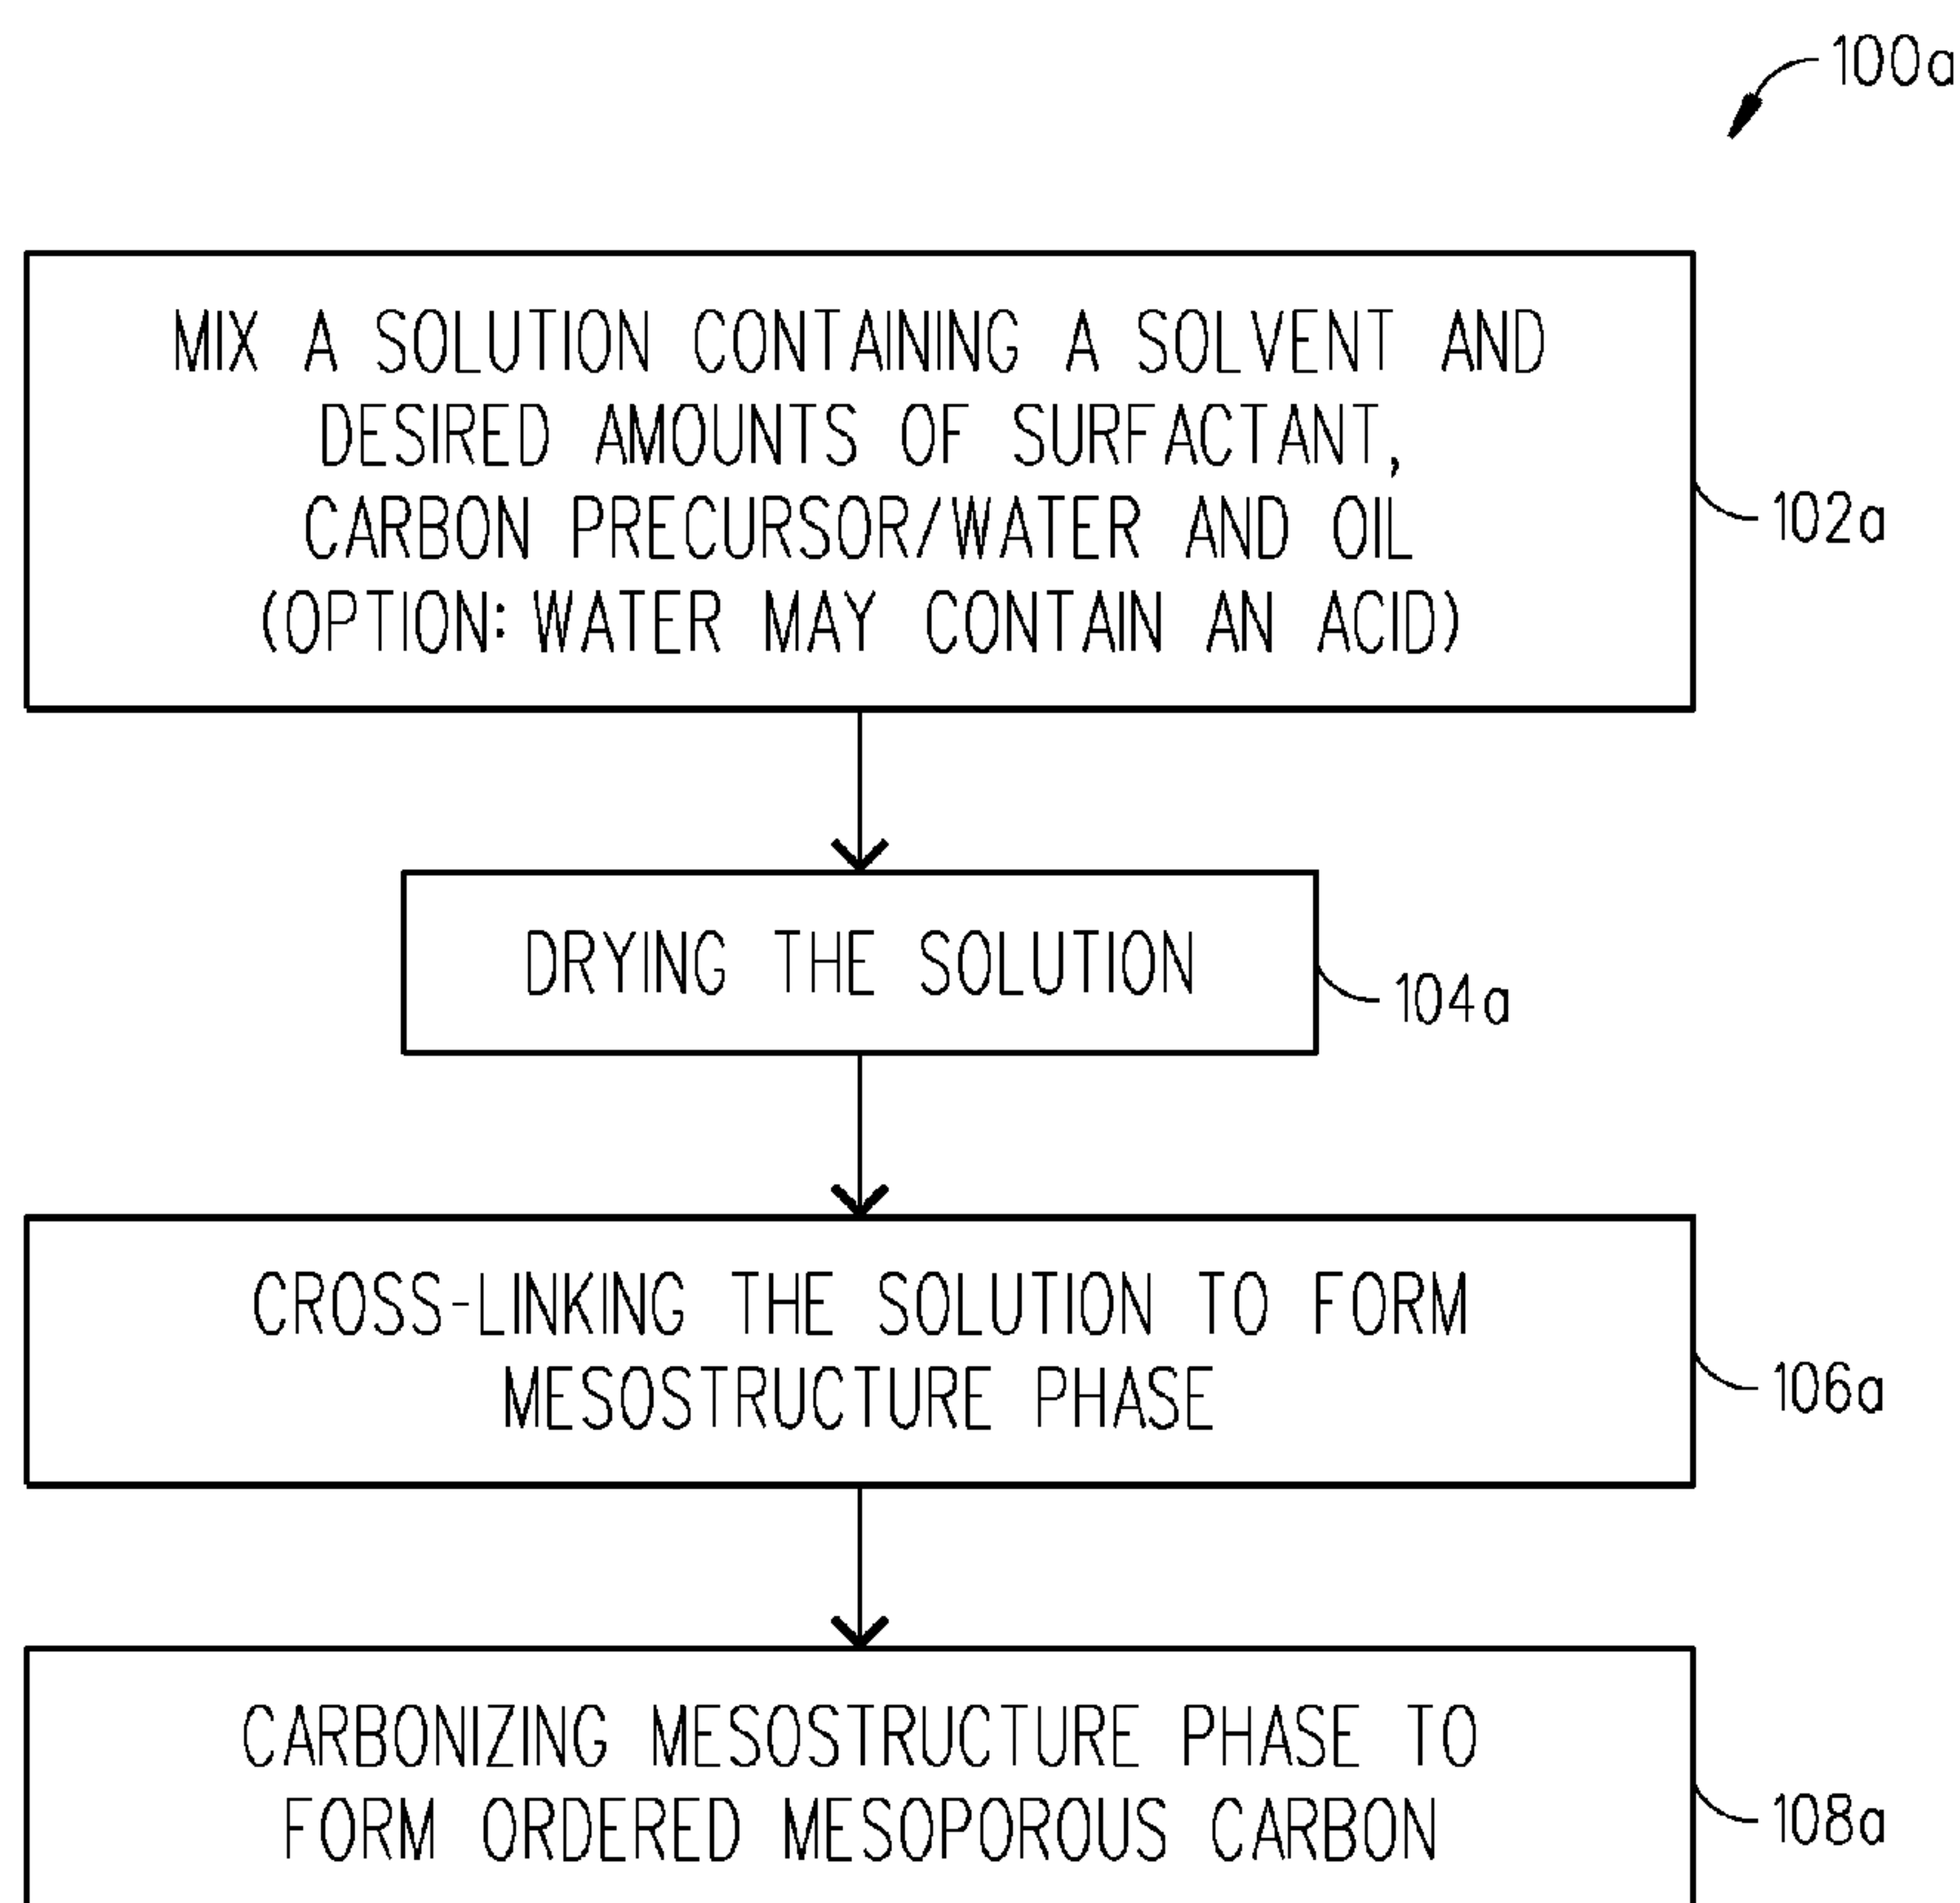 100a
MIX A SOLUTION CONTAINING A SOLVENT AND
DESIRED AMOUNTS OF SURFACTANT,
CARBON PRECURSOR/WATER AND OIL
(OPTION: WATER MAY CONTAIN AN ACID)
102a
DRYING THE SOLUTION
104a
CROSS-LINKING THE SOLUTION TO FORM
MESOSTRUCTURE PHASE
106a
CARBONIZING MESOSTRUCTURE PHASE TO
FORM ORDERED MESOPOROUS CARBON
108a